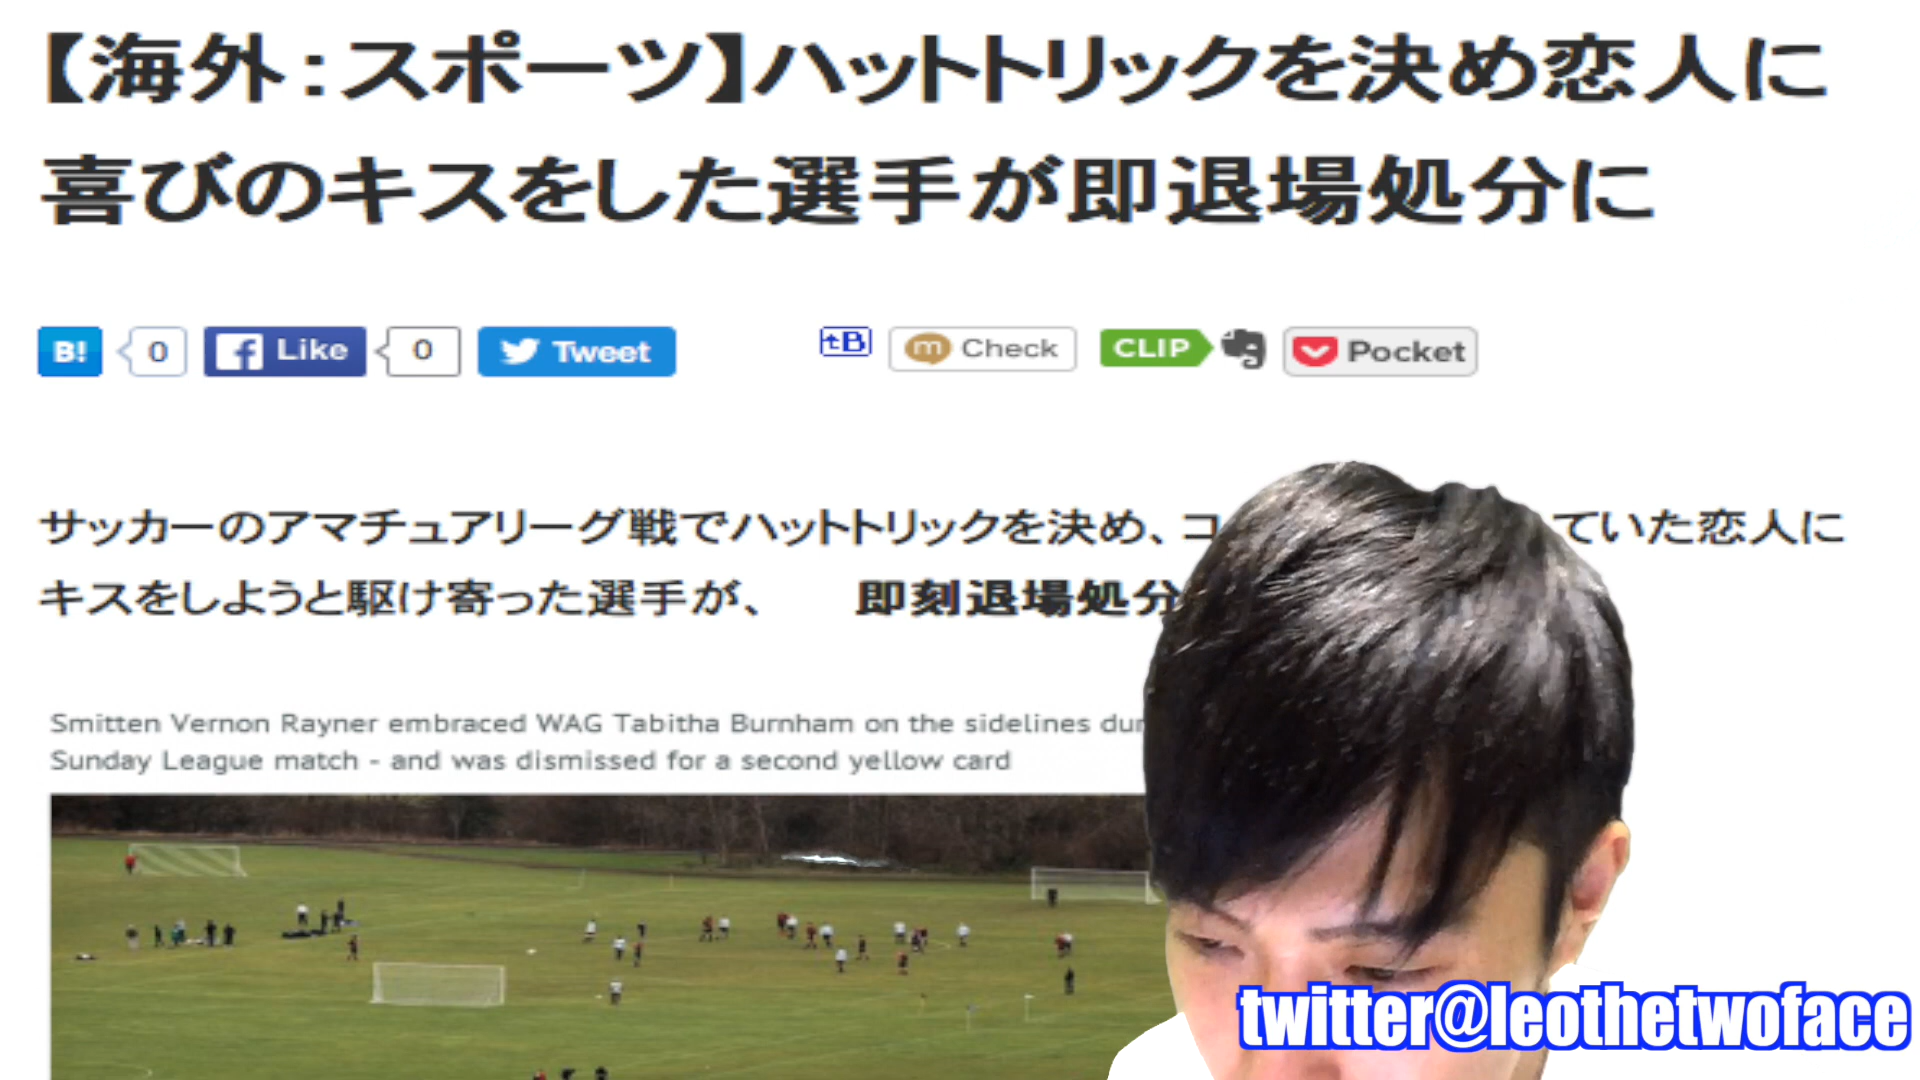 【海外：スポーツ】ハットトリックを決め恋人に
喜びのキスをした選手が即退場処分に
B! 0 Like 0 Tweet tB m Check CLIP Pocket
サッカーのアマチュアリーグ戦でハットトリックを決め、コ ていた恋人に
キスをしようと駆け寄った選手が、 即刻退場処分
Smitten Vernon Rayner embraced WAG Tabitha Burnham on the sidelines
Sunday League match - and was dismissed for a second yellow card
twitter@leothetwoface